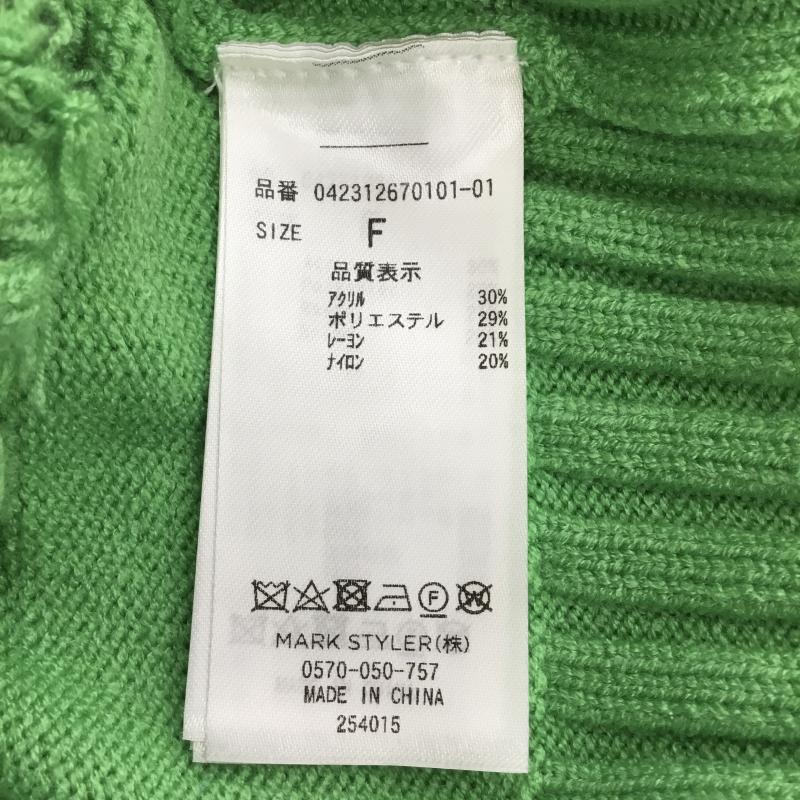 品番 042312670101-01
SIZE F
品質表示
アクリル 30%
ポリエステル 29%
レーヨン 21%
ナイロン 20%
F W
MARK STYLER(株)
0570-050-757
MADE IN CHINA
254015